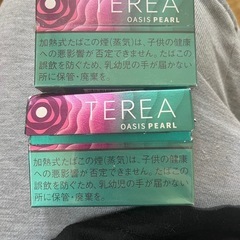 TEREA
OASIS PEARL
加熱式たばこの煙(蒸気)は、子供の健康
への悪影響が否定できません。たばこの
誤飲を防ぐため、乳幼児の手が届かない
所に保管・廃棄を。
TEREA
OASIS PEARL
加熱式たばこの煙(蒸気)は、子供の健康
への悪影響が否定できません。たばこの
誤飲を防ぐため、乳幼児の手が届かない
所に保管・廃棄を。